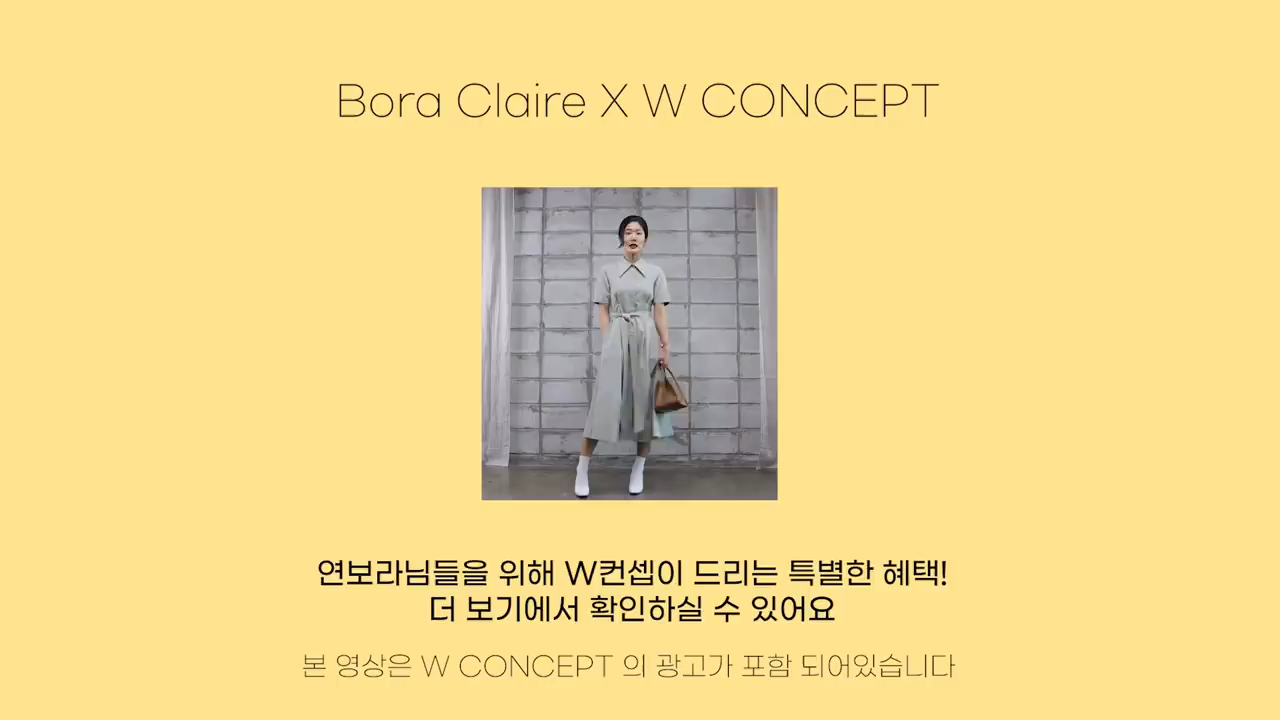 Bora Claire X W CONCEPT
연보라님들을 위해 W컨셉이 드리는 특별한 혜택!
더 보기에서 확인하실 수 있어요
본 영상은 W CONCEPT 의 광고가 포함 되어있습니다